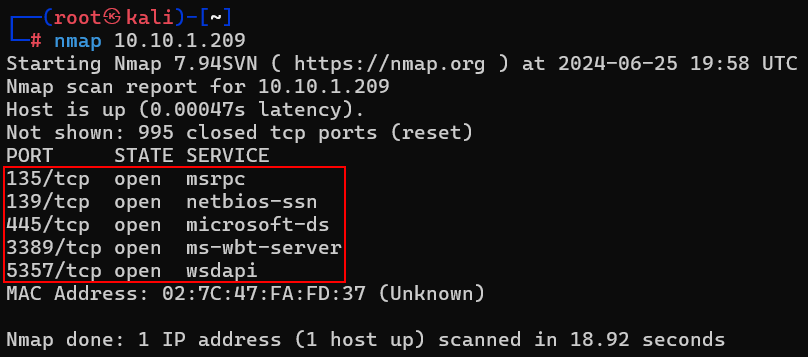 ┌──(root㉿kali)-[~]
└─# nmap 10.10.1.209
Starting Nmap 7.94SVN ( https://nmap.org ) at 2024-06-25 19:58 UTC
Nmap scan report for 10.10.1.209
Host is up (0.00047s latency).
Not shown: 995 closed tcp ports (reset)
PORT     STATE SERVICE
135/tcp  open  msrpc
139/tcp  open  netbios-ssn
445/tcp  open  microsoft-ds
3389/tcp open  ms-wbt-server
5357/tcp open  wsdapi
MAC Address: 02:7C:47:FA:FD:37 (Unknown)
Nmap done: 1 IP address (1 host up) scanned in 18.92 seconds